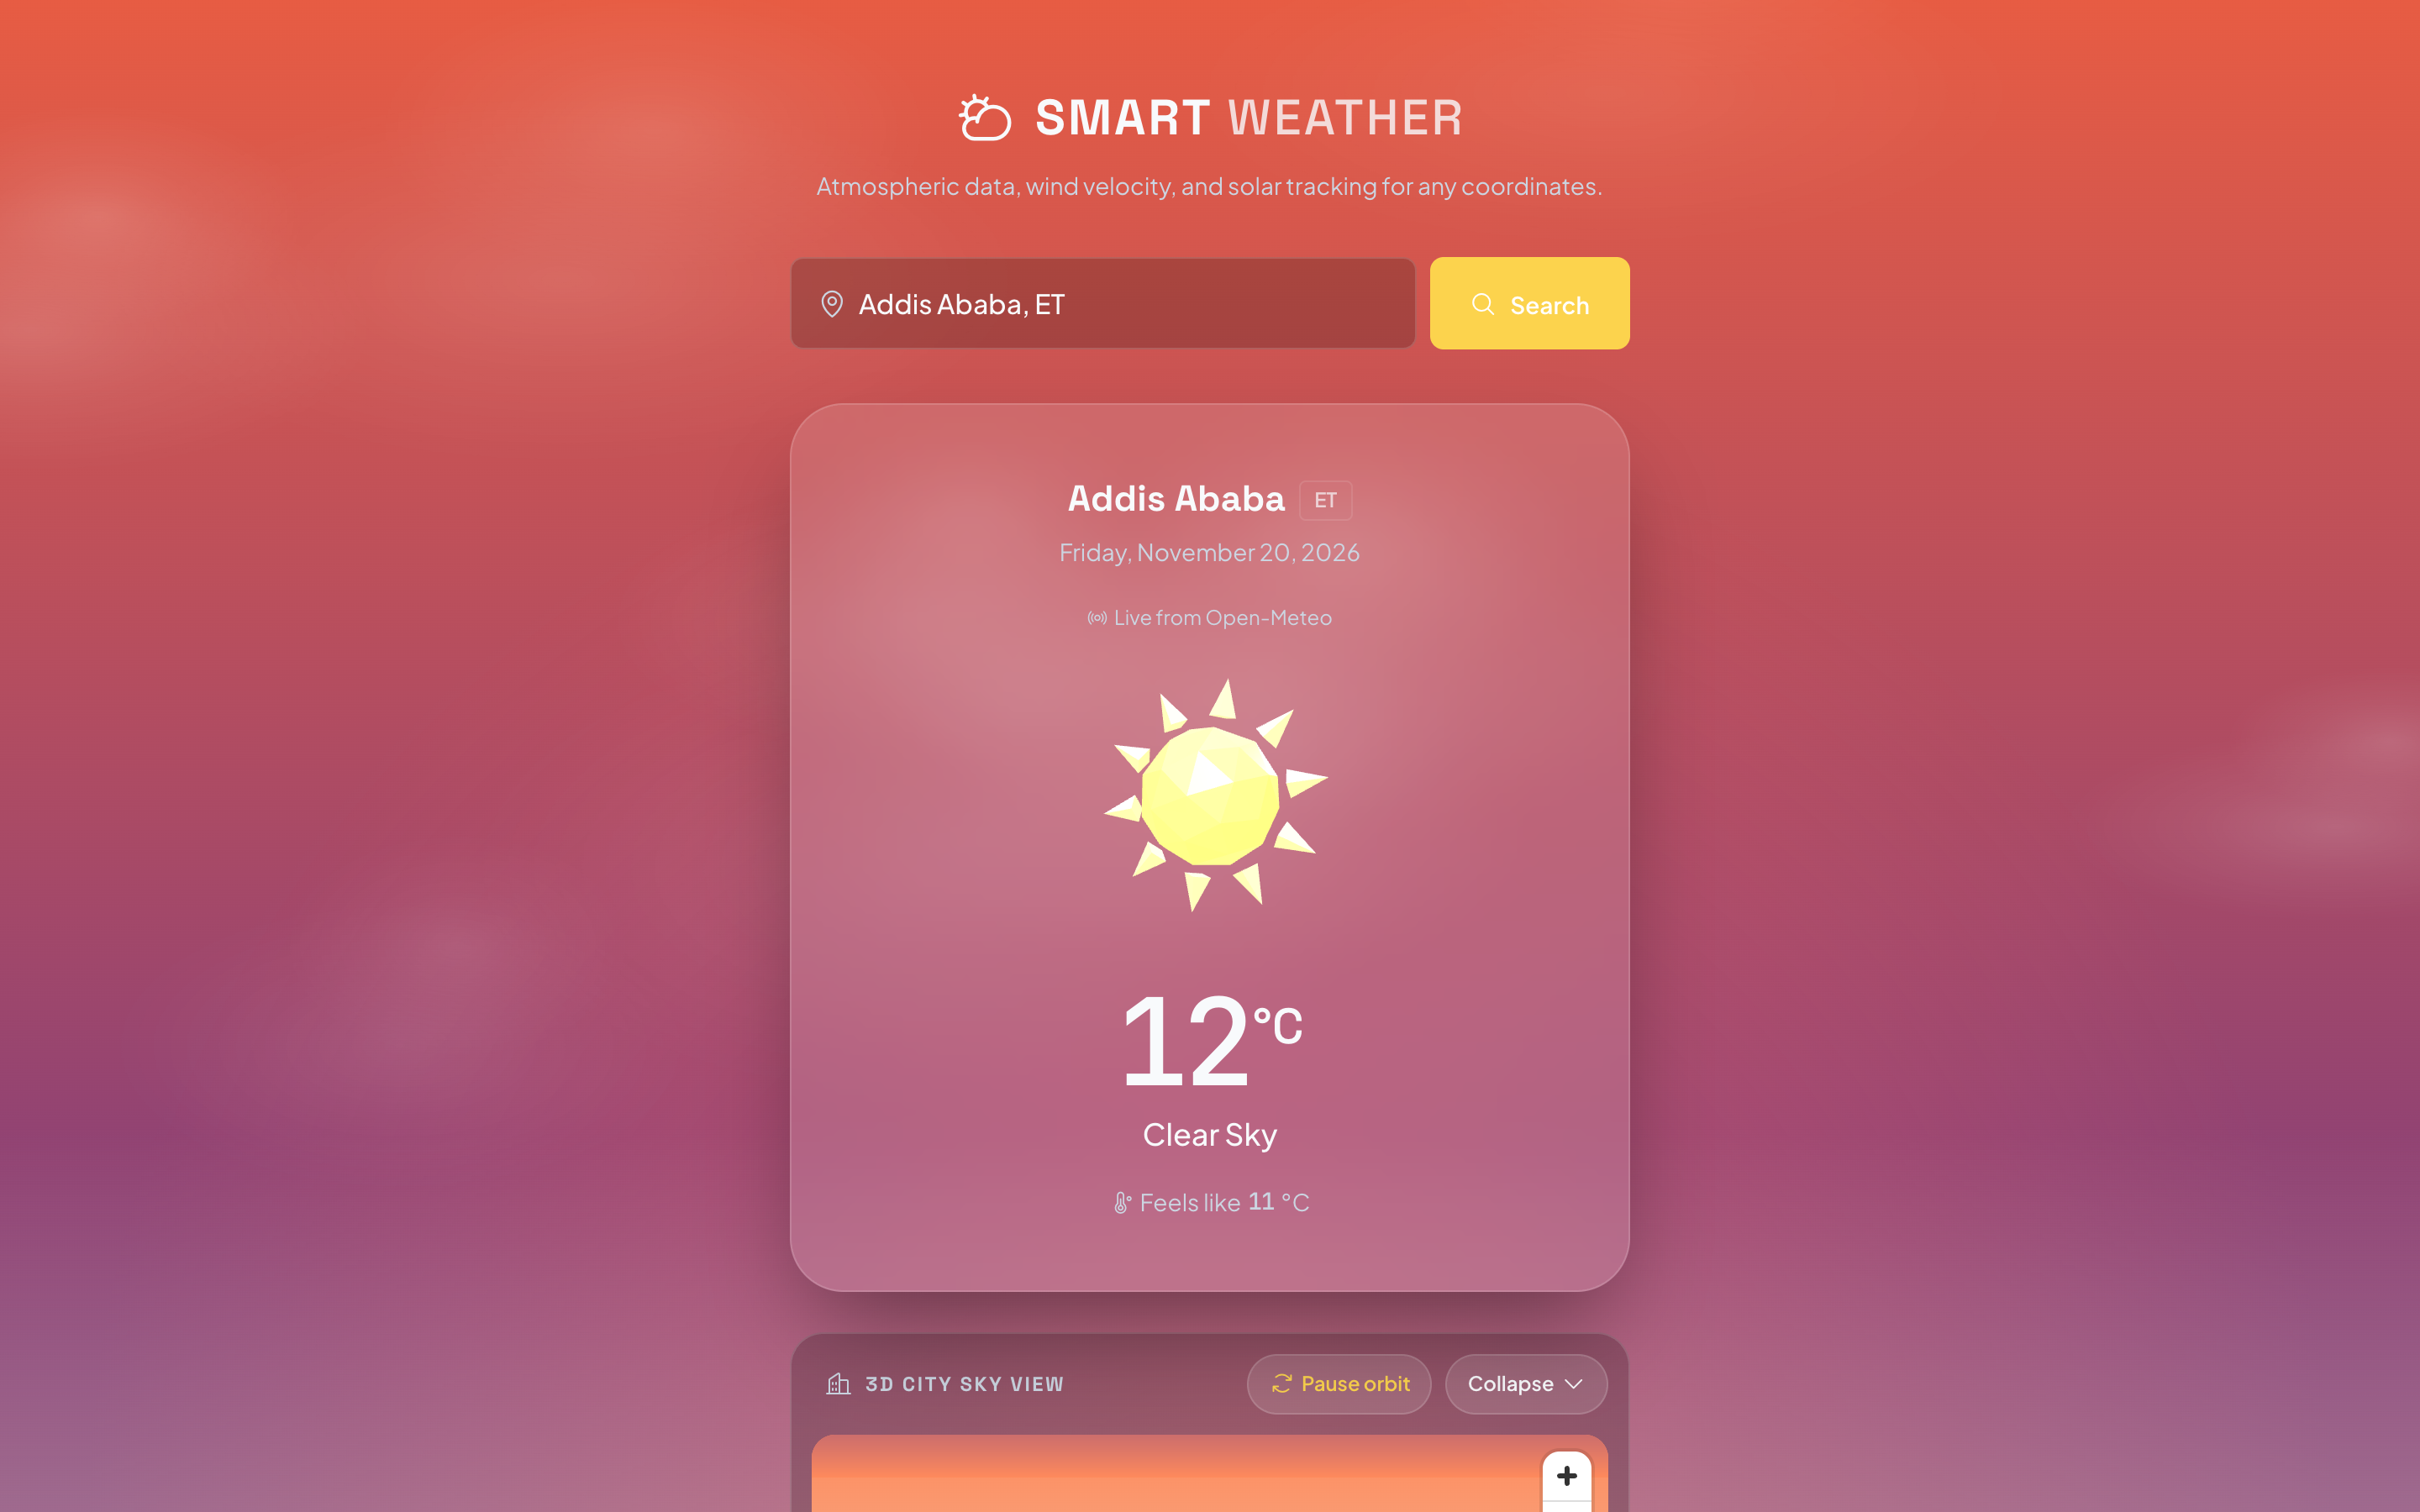 SMART WEATHER
Atmospheric data, wind velocity, and solar tracking for any coordinates.
Addis Ababa, ET
Search
Addis Ababa ET
Friday, November 20, 2026
Live from Open-Meteo
12°C
Clear Sky
Feels like 11 °C
3D CITY SKY VIEW
Pause orbit
Collapse
+